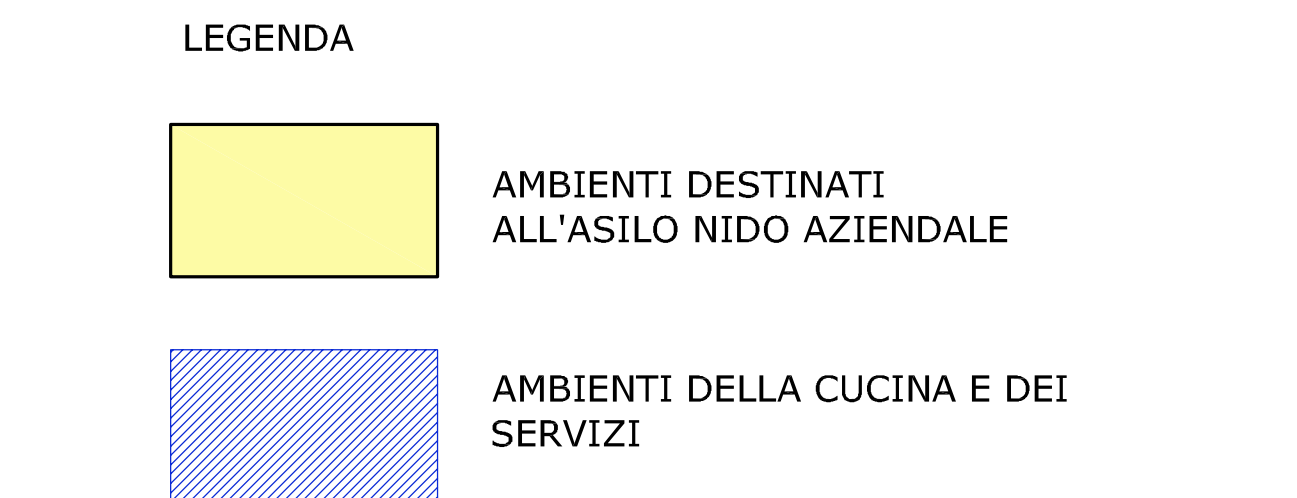 LEGENDA
AMBIENTI DESTINATI
ALL'ASILO NIDO AZIENDALE
AMBIENTI DELLA CUCINA E DEI
SERVIZI